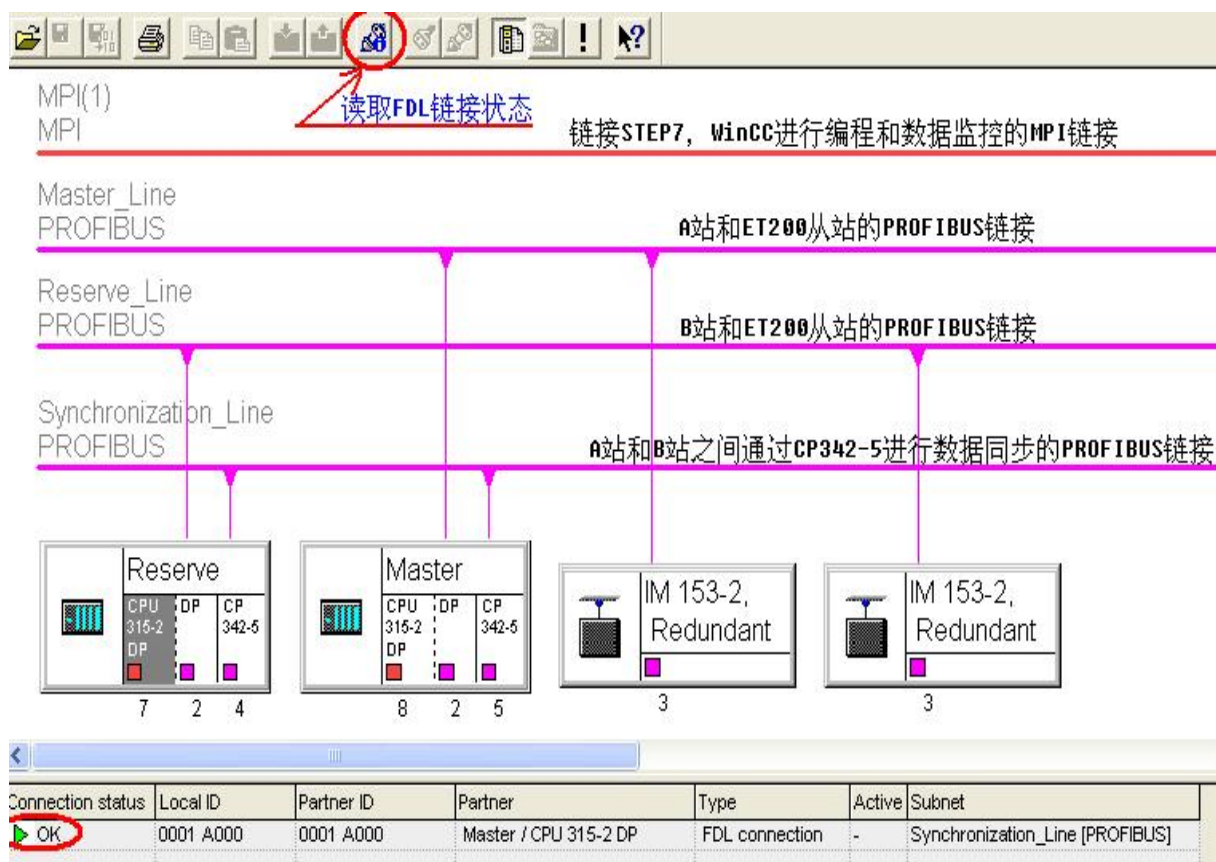 MPI(1)
MPI
读取FDL链接状态
链接STEP7, WinCC进行编程和数据监控的MPI链接
Master_Line
PROFIBUS
A站和ET200从站的PROFIBUS链接
Reserve_Line
PROFIBUS
B站和ET200从站的PROFIBUS链接
Synchronization_Line
PROFIBUS
A站和B站之间通过CP342-5进行数据同步的PROFIBUS链接
Reserve
CPU 315-2 DP
DP
CP 342-5
7 2 4
Master
CPU 315-2 DP
DP
CP 342-5
8 2 5
IM 153-2,
Redundant
3
IM 153-2,
Redundant
3
Connection status Local ID Partner ID Partner Type Active Subnet
OK 0001 A000 0001 A000 Master / CPU 315-2 DP FDL connection - Synchronization_Line [PROFIBUS]